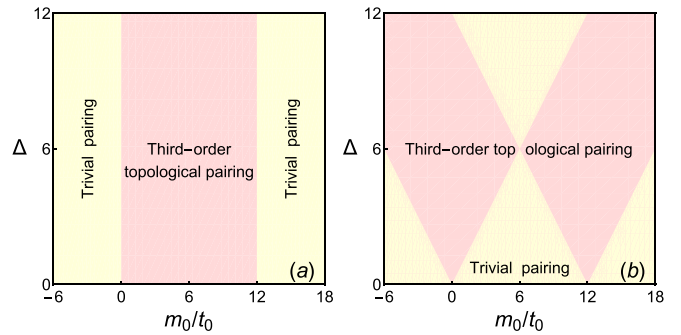 12
Trivial pairing
Third-order
topological pairing
Trivial pairing
Δ
6
0
-6
0
6
12
18
m0/t0
(a)
12
Third-order top ological pairing
Trivial pairing
Δ
6
0
-6
0
6
12
18
m0/t0
(b)